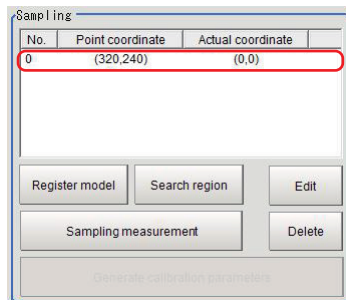 Sampling
No. Point coordinate Actual coordinate
0 (320,240) (0,0)
Register model Search region Edit
Sampling measurement Delete
Generate calibration parameters